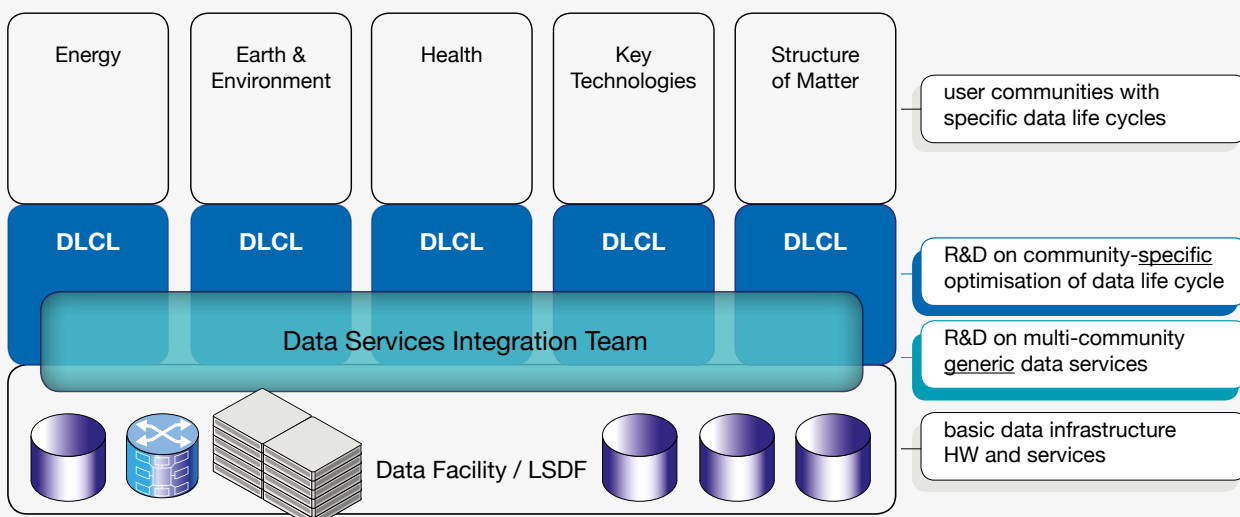 Energy
Earth &
Environment
Health
Key
Technologies
Structure
of Matter
user communities with
specific data life cycles
DLCL
DLCL
DLCL
DLCL
DLCL
R&D on community-specific
optimisation of data life cycle
Data Services Integration Team
R&D on multi-community
generic data services
Data Facility / LSDF
basic data infrastructure
HW and services